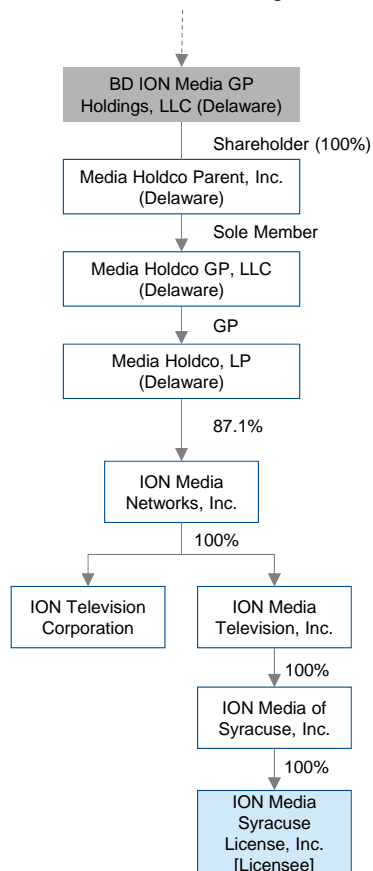 BD ION Media GP
Holdings, LLC (Delaware)
Shareholder (100%)
Media Holdco Parent, Inc.
(Delaware)
Sole Member
Media Holdco GP, LLC
(Delaware)
GP
Media Holdco, LP
(Delaware)
87.1%
ION Media
Networks, Inc.
100%
ION Television
Corporation
ION Media
Television, Inc.
100%
ION Media of
Syracuse, Inc.
100%
ION Media
Syracuse
License, Inc.
[Licensee]